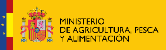 MINISTERIO
DE AGRICULTURA, PESCA
Y ALIMENTACIÓN